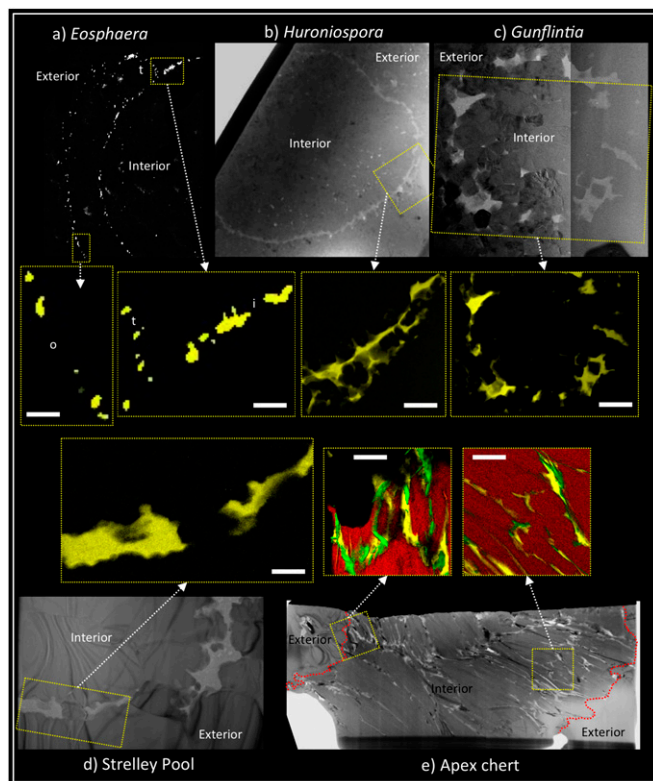 a) Eosphaera
b) Huroniospora
c) Gunflintia
Exterior
Interior
Exterior
Interior
Exterior
Interior
o
t
i
Interior
Exterior
Exterior
Interior
Exterior
d) Strelley Pool
e) Apex chert